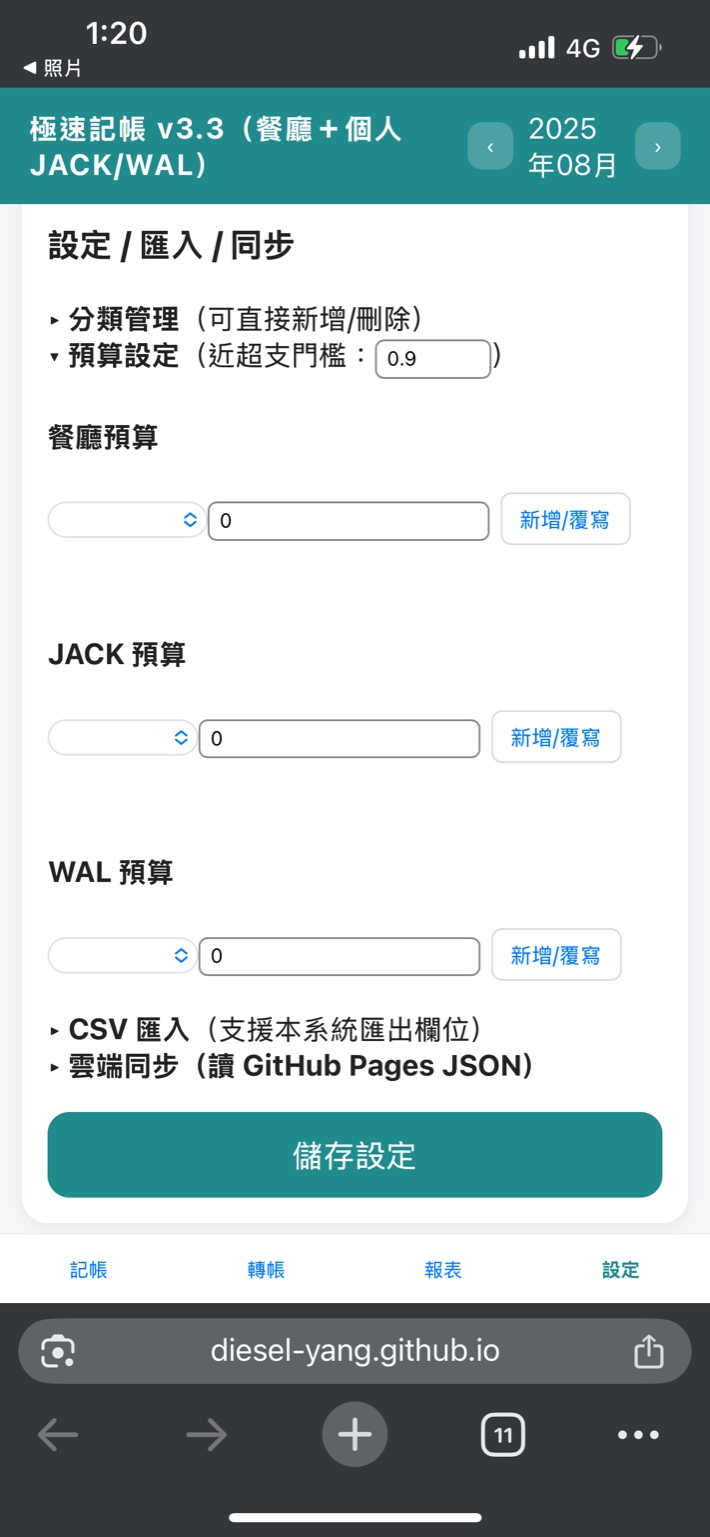 1:20
4G
◀ 照片
極速記帳 v3.3（餐廳＋個人
JACK/WAL）
‹
2025
年08月
›
設定 / 匯入 / 同步
▸ 分類管理（可直接新增/刪除）
▾ 預算設定（近超支門檻：0.9）
餐廳預算
0
新增/覆寫
JACK 預算
0
新增/覆寫
WAL 預算
0
新增/覆寫
▸ CSV 匯入（支援本系統匯出欄位）
▸ 雲端同步（讀 GitHub Pages JSON）
儲存設定
記帳
轉帳
報表
設定
diesel-yang.github.io
11